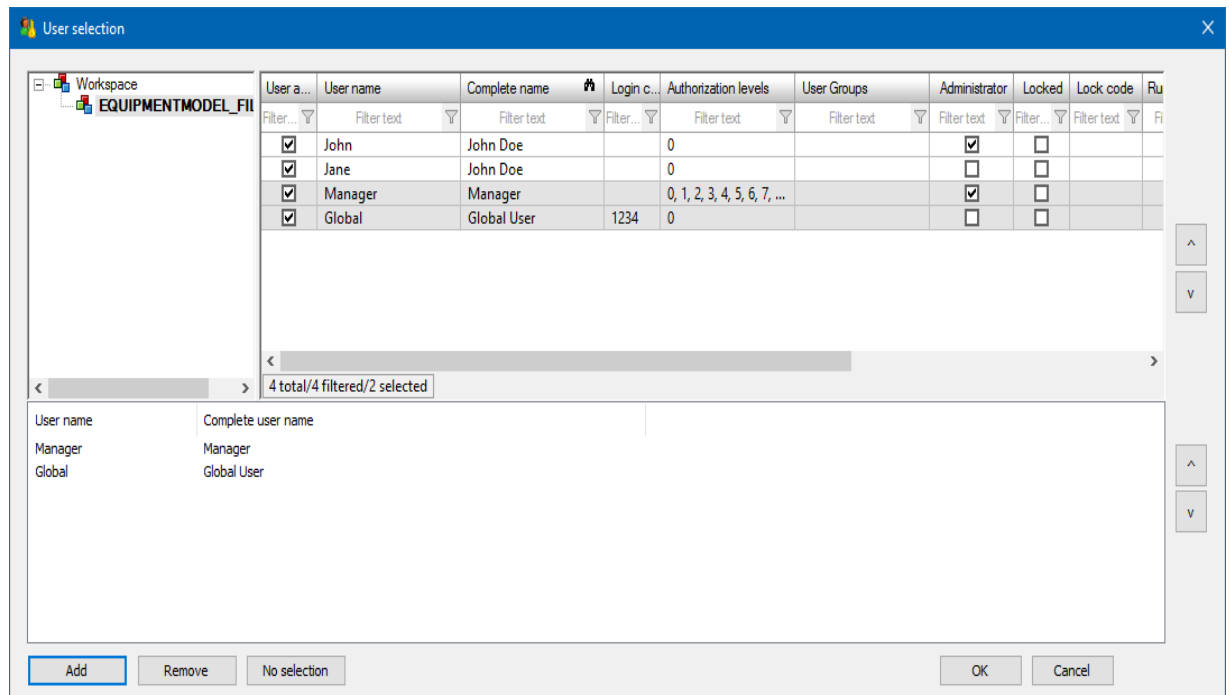 User selection
Workspace
EQUIPMENTMODEL_FIL
User a... User name Complete name Login c... Authorization levels User Groups Administrator Locked Lock code Ru
Filter... Filter text Filter text Filter... Filter text Filter text Filter text Filter... Filter text Fi
John John Doe 0
Jane John Doe 0
Manager Manager 0, 1, 2, 3, 4, 5, 6, 7, ...
Global Global User 1234 0
^
v
< >
< >
4 total/4 filtered/2 selected
User name Complete user name
Manager Manager
Global Global User
^
v
Add Remove No selection OK Cancel